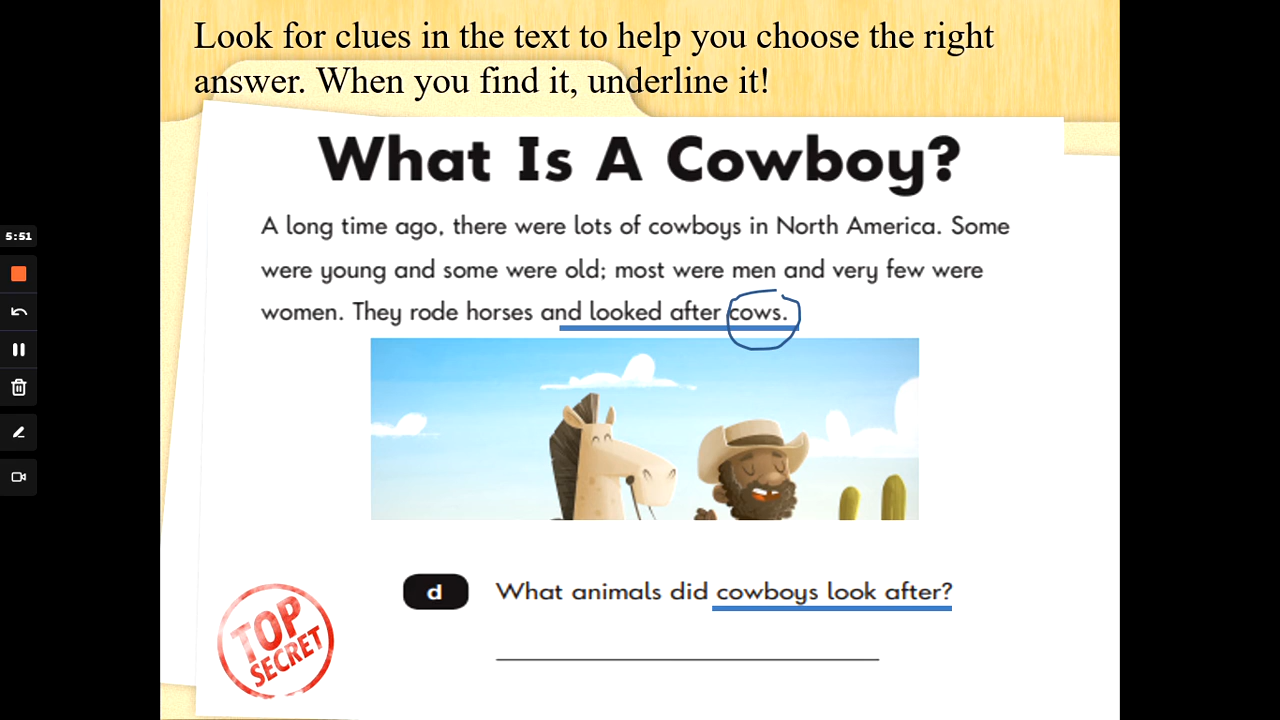 Look for clues in the text to help you choose the right
answer. When you find it, underline it!
What Is A Cowboy?
A long time ago, there were lots of cowboys in North America. Some
were young and some were old; most were men and very few were
women. They rode horses and looked after cows.
5:51
d What animals did cowboys look after?
TOP
SECRET